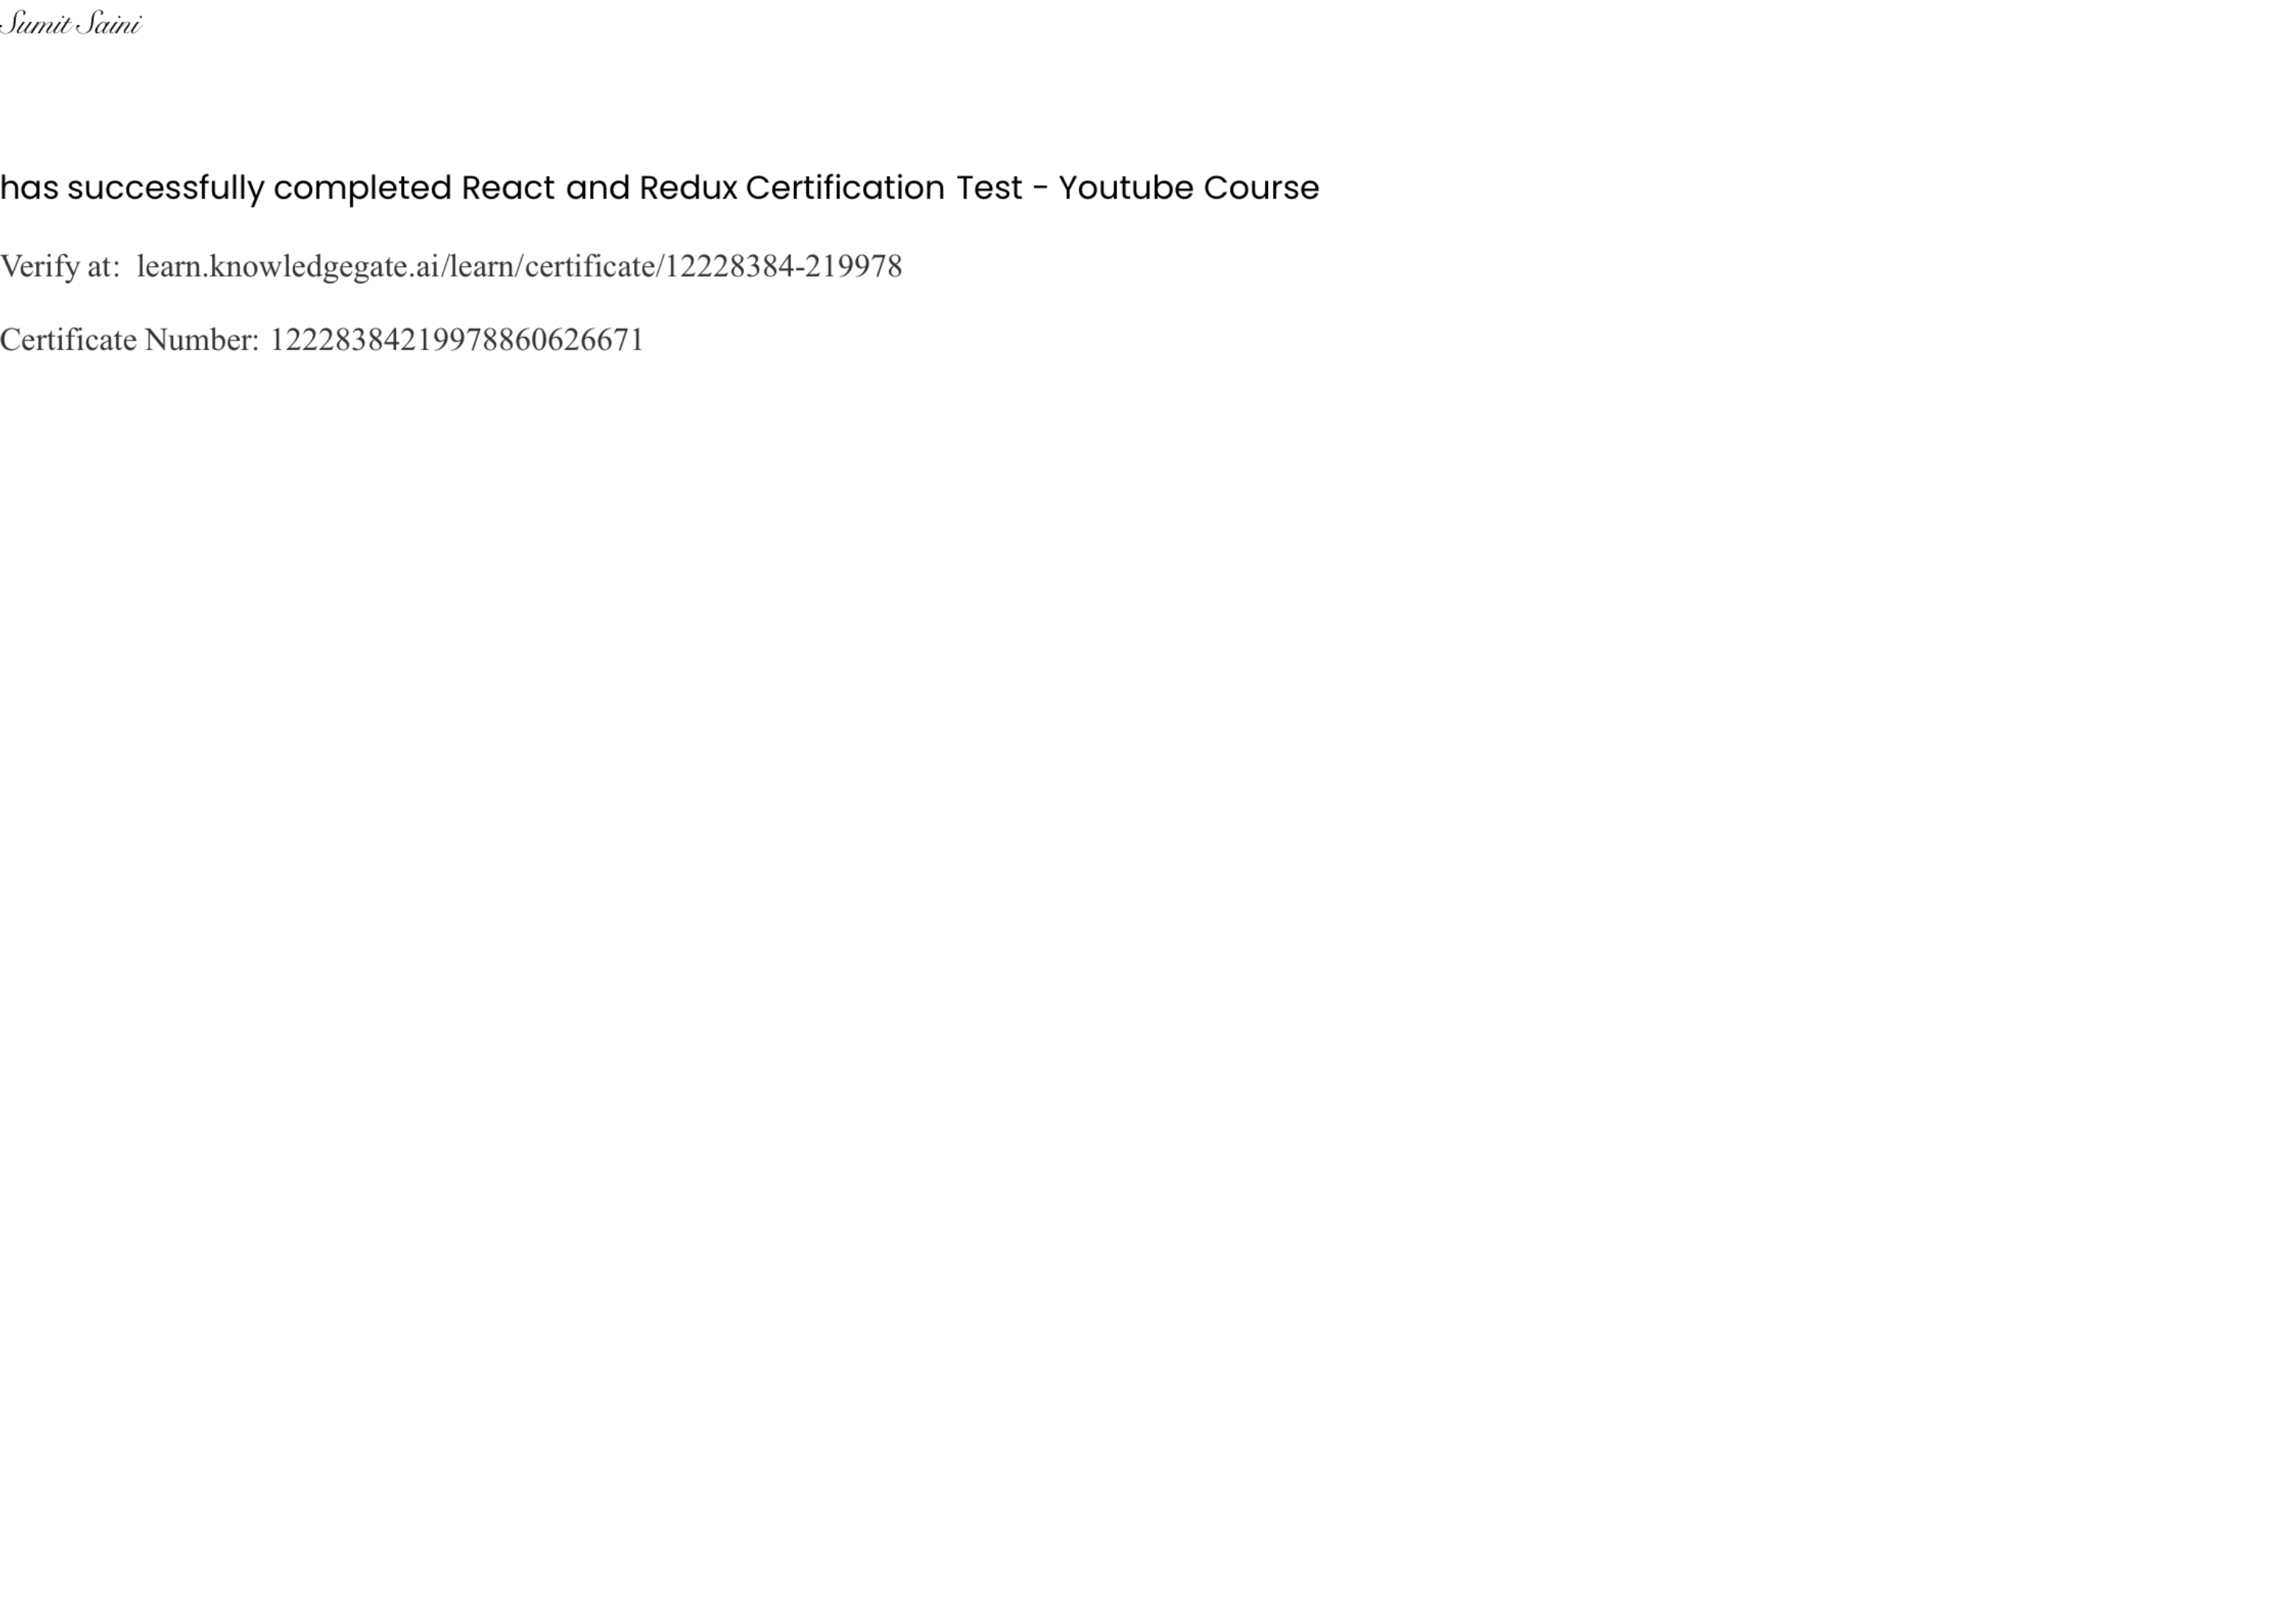 Sumit Saini
has successfully completed React and Redux Certification Test - Youtube Course
Verify at: learn.knowledgegate.ai/learn/certificate/12228384-219978
Certificate Number: 12228384219978860626671